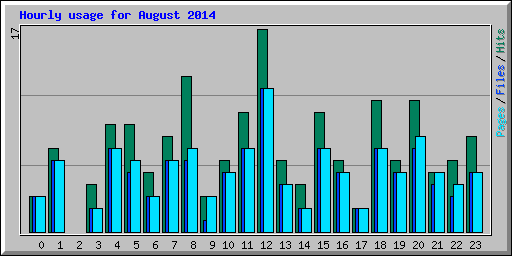 Hourly usage for August 2014
17
Pages/Files/Hits
0 1 2 3 4 5 6 7 8 9 10 11 12 13 14 15 16 17 18 19 20 21 22 23